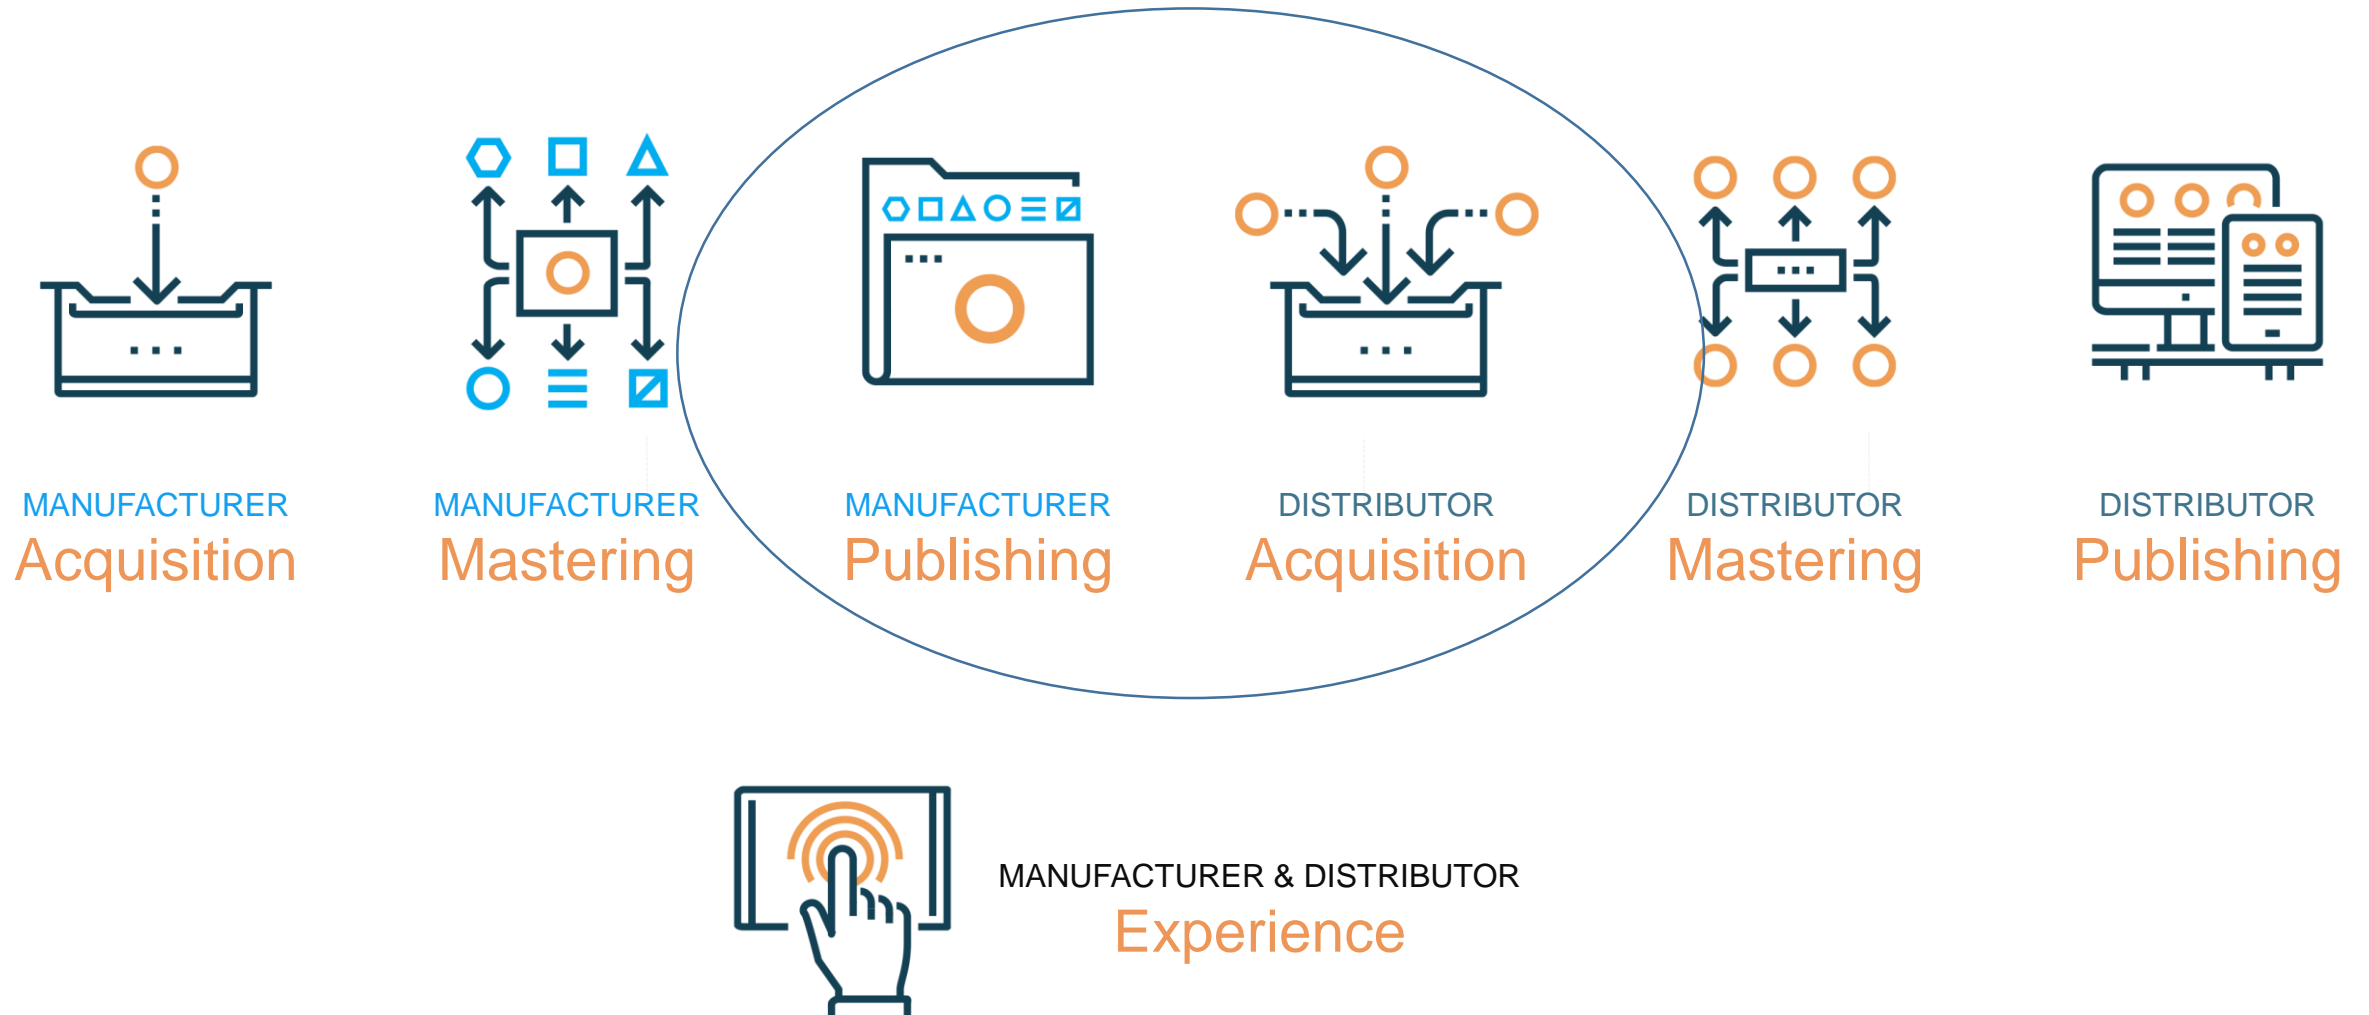 MANUFACTURER
Acquisition
MANUFACTURER
Mastering
MANUFACTURER
Publishing
DISTRIBUTOR
Acquisition
DISTRIBUTOR
Mastering
DISTRIBUTOR
Publishing
MANUFACTURER & DISTRIBUTOR
Experience